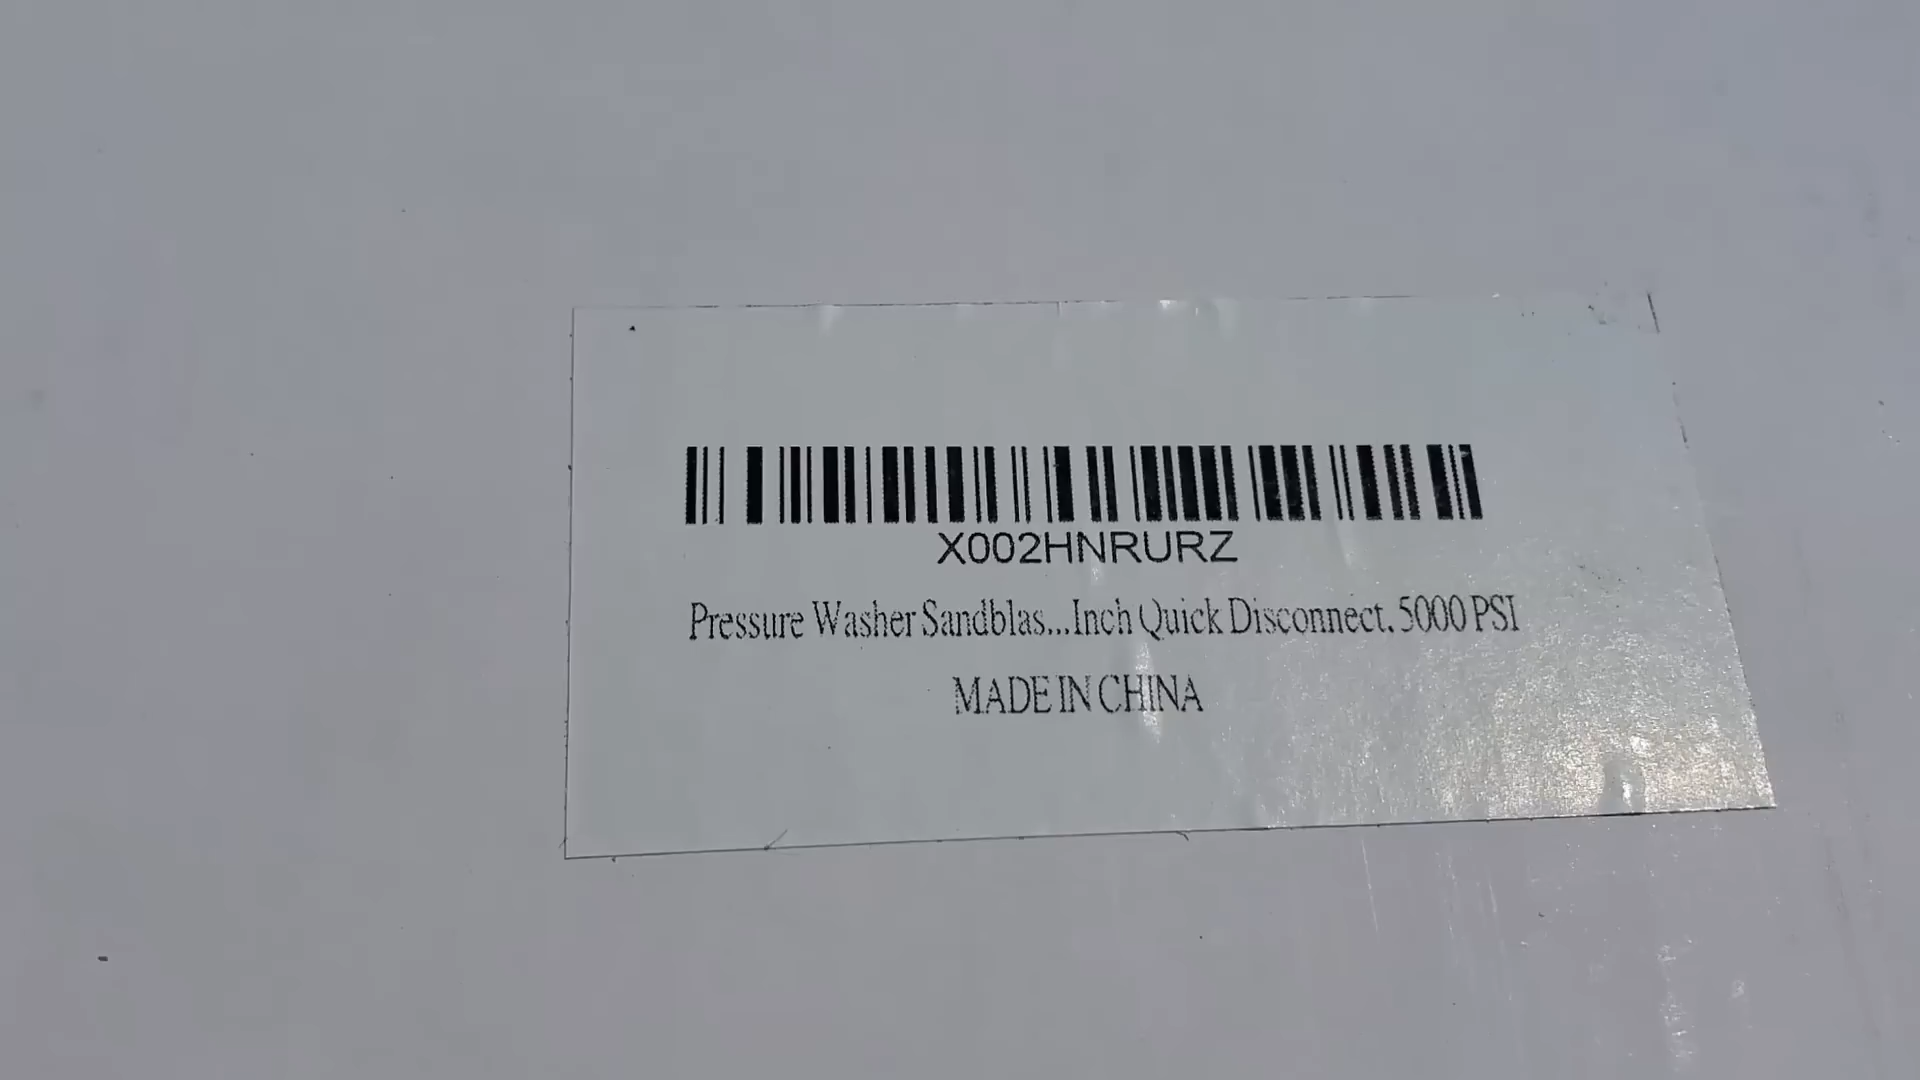 X002HNRURZ
Pressure Washer Sandblas...Inch Quick Disconnect, 5000 PSI
MADE IN CHINA